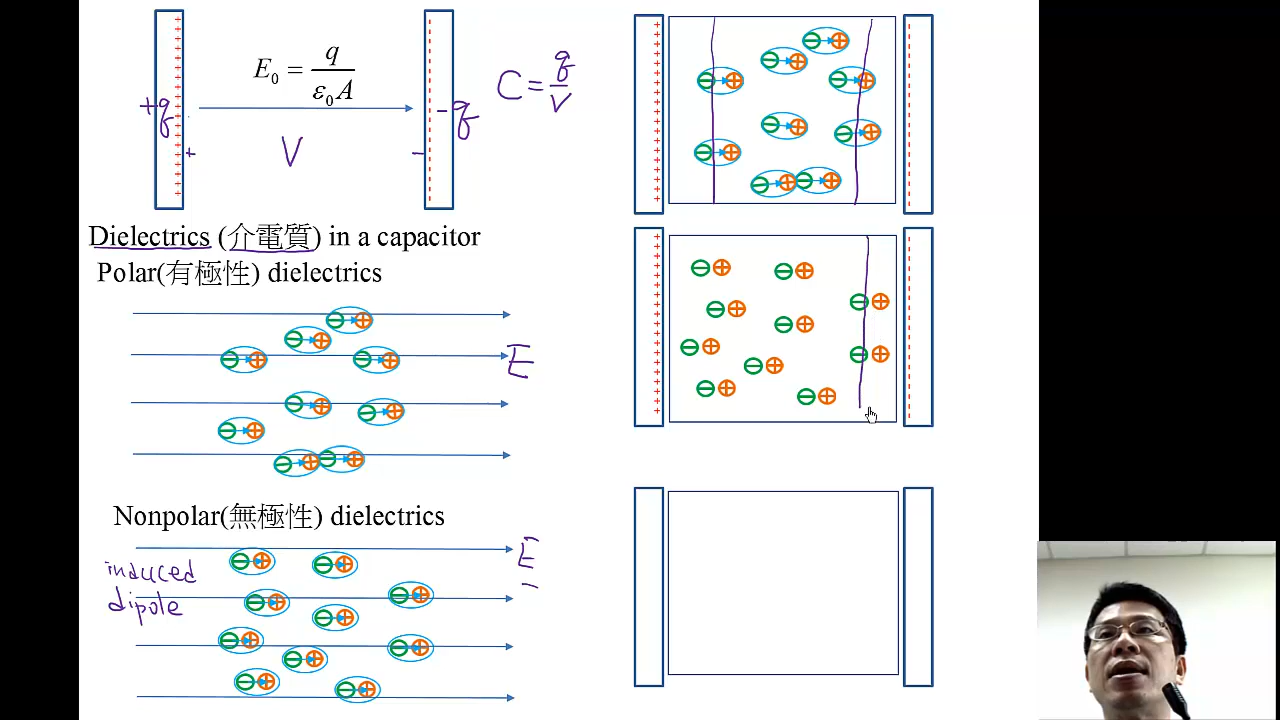 E₀ = q / ε₀A
C = q / V
+q
- q
+
V
-
Dielectrics (介電質) in a capacitor
Polar(有極性) dielectrics
E
Nonpolar(無極性) dielectrics
E
induced
dipole